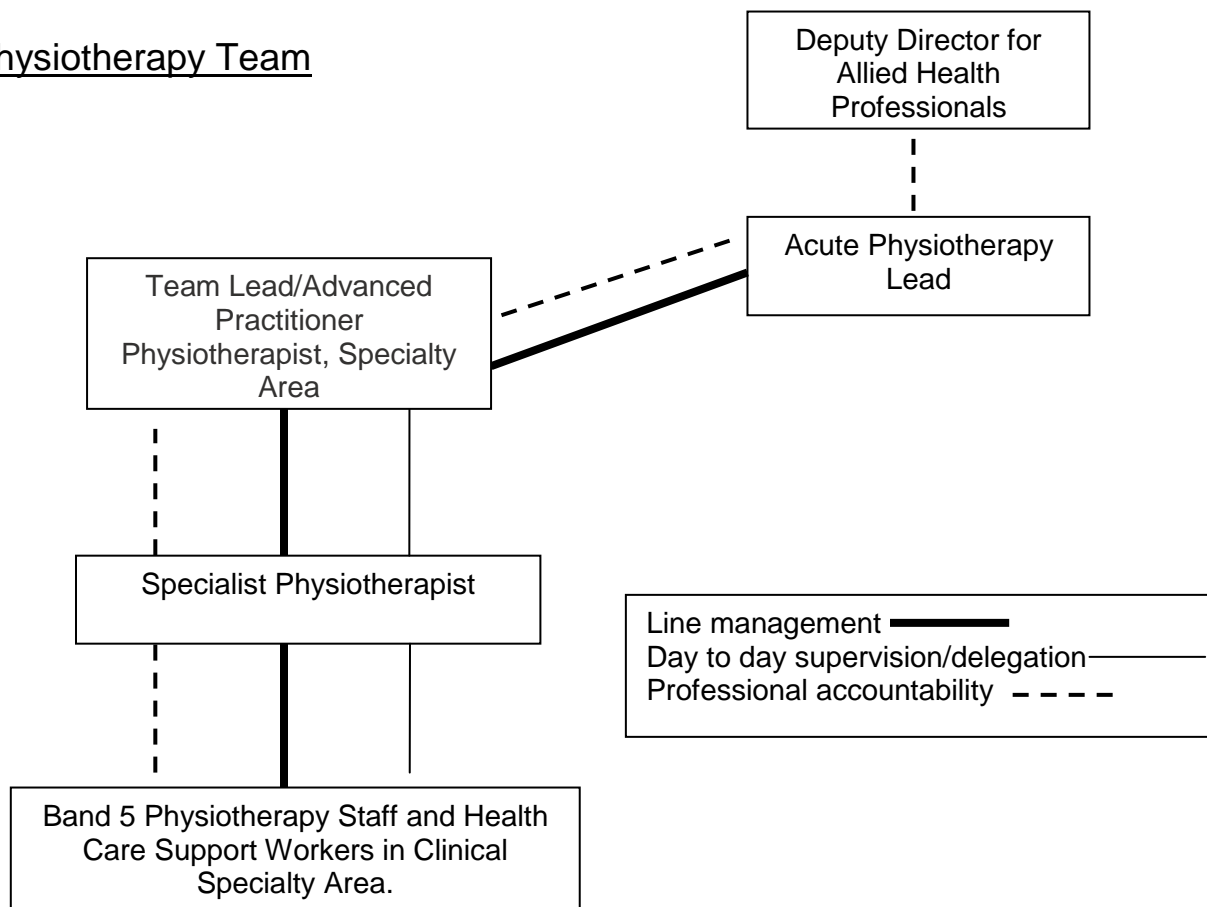 hysiotherapy Team
Deputy Director for
Allied Health
Professionals
Acute Physiotherapy
Lead
Team Lead/Advanced
Practitioner
Physiotherapist, Specialty
Area
Specialist Physiotherapist
Line management
Day to day supervision/delegation
Professional accountability
Band 5 Physiotherapy Staff and Health
Care Support Workers in Clinical
Specialty Area.